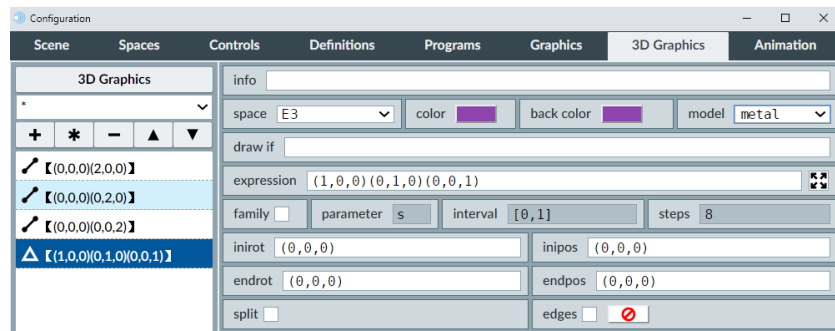 Configuration
Scene Spaces Controls Definitions Programs Graphics 3D Graphics Animation
3D Graphics
*
+ * − ▲ ▼
【(0,0,0)(2,0,0)】
【(0,0,0)(0,2,0)】
【(0,0,0)(0,0,2)】
【(1,0,0)(0,1,0)(0,0,1)】
info
space E3 color back color model metal
draw if
expression (1,0,0)(0,1,0)(0,0,1)
family parameter s interval [0,1] steps 8
inirot (0,0,0) inipos (0,0,0)
endrot (0,0,0) endpos (0,0,0)
split edges